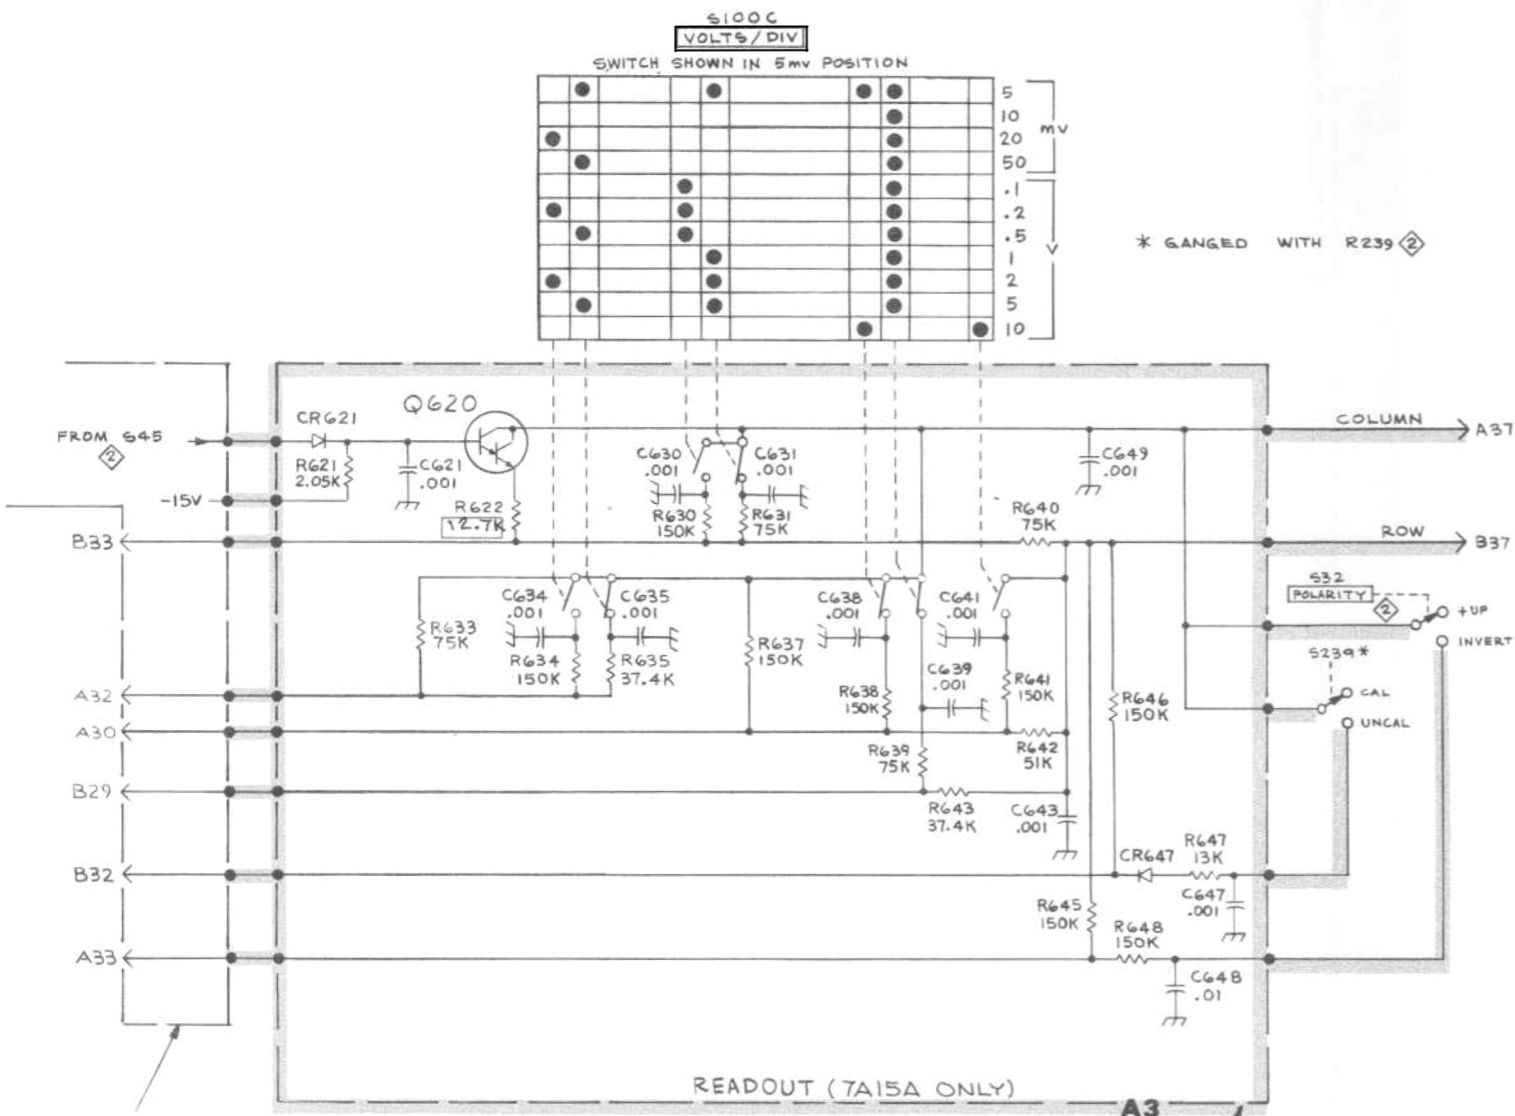 S100C
VOLTS/DIV
SWITCH SHOWN IN 5mv POSITION
5
10
20
50
mv
.1
.2
.5
1
2
5
10
V
* GANGED WITH R239 2
FROM S45
2
-15V
B33
A32
A30
B29
B32
A33
CR621
R621
2.05K
C621
.001
Q620
R622
12.7K
C630
.001
C631
.001
R630
150K
R631
75K
C649
.001
R640
75K
COLUMN
A37
ROW
B37
R633
75K
C634
.001
C635
.001
R634
150K
R635
37.4K
R637
150K
C638
.001
C641
.001
R638
150K
C639
.001
R641
150K
R639
75K
R642
51K
R643
37.4K
C643
.001
R646
150K
S32
POLARITY
2
+UP
INVERT
S239*
CAL
UNCAL
CR647
R647
13K
C647
.001
R645
150K
R648
150K
C648
.01
READOUT (7A15A ONLY)
A3